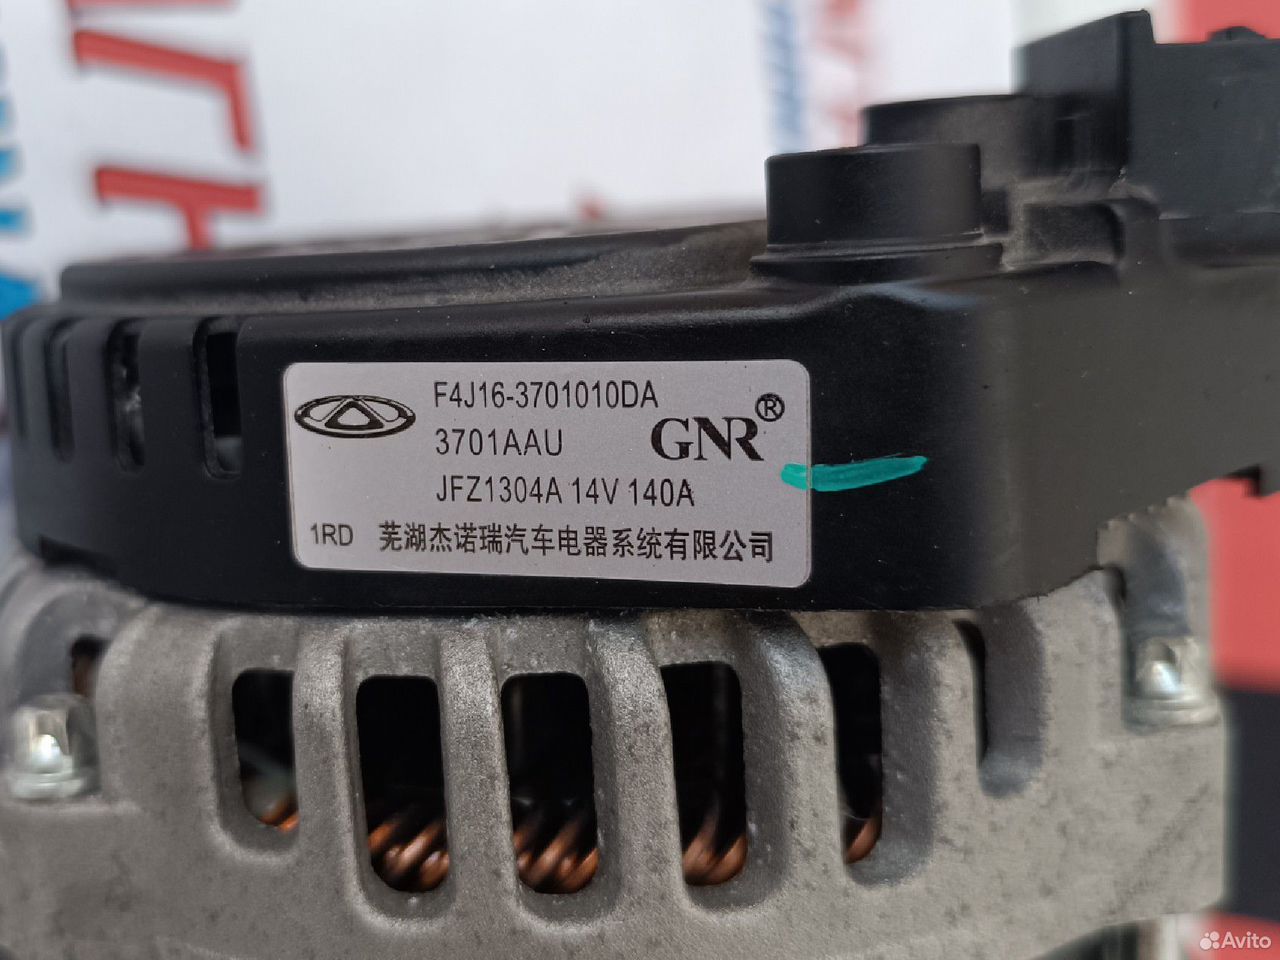 F4J16-3701010DA
3701AAU
GNR®
JFZ1304A 14V 140A
1RD 芜湖杰诺瑞汽车电器系统有限公司
Avito